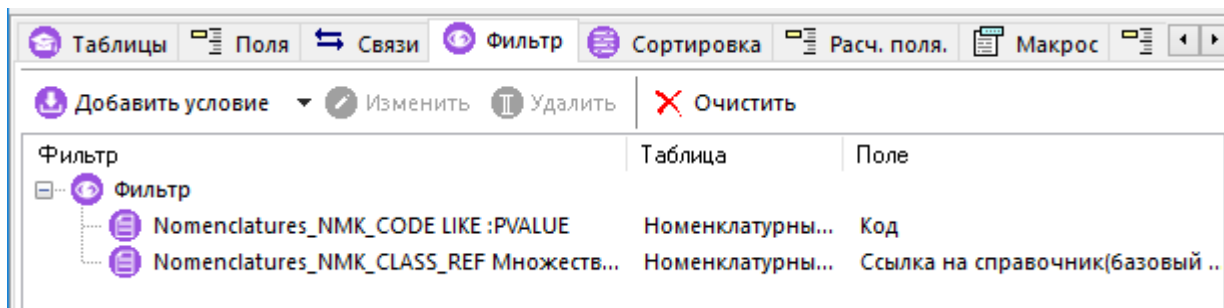 Таблицы Поля Связи Фильтр Сортировка Расч. поля. Макрос
Добавить условие Изменить Удалить Очистить
Фильтр Таблица Поле
Фильтр
Nomenclatures_NMK_CODE LIKE :PVALUE Номенклатурны... Код
Nomenclatures_NMK_CLASS_REF Множеств... Номенклатурны... Ссылка на справочник(базовый ..